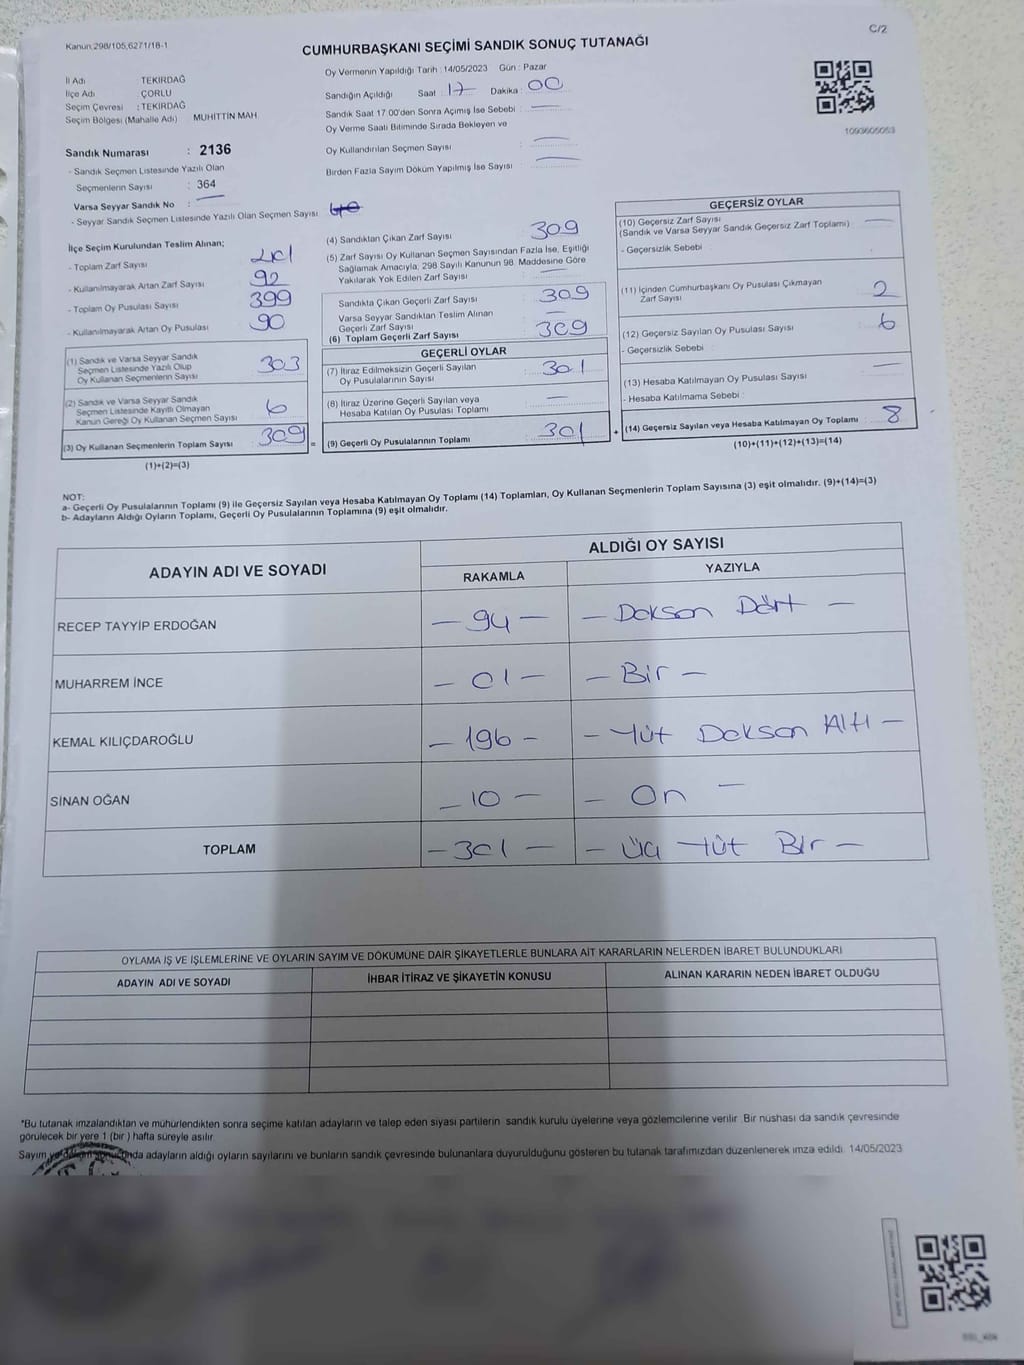 Kanun:298/105,6271/18-1
C/2
CUMHURBAŞKANI SEÇİMİ SANDIK SONUÇ TUTANAĞI
İl Adı : TEKİRDAĞ
İlçe Adı : ÇORLU
Seçim Çevresi : TEKİRDAĞ
Seçim Bölgesi (Mahalle Adı) MUHITTİN MAH.
Sandık Numarası : 2136
- Sandık Seçmen Listesinde Yazılı Olan
Seçmenlerin Sayısı : 364
Varsa Seyyar Sandık No :
- Seyyar Sandık Seçmen Listesinde Yazılı Olan Seçmen Sayısı:
Oy Vermenin Yapıldığı Tarih : 14/05/2023 Gün : Pazar
Sandığın Açıldığı Saat : 17 Dakika : 00
Sandık Saat 17.00'den Sonra Açımış İse Sebebi :
Oy Verme Saati Bitiminde Sırada Bekleyen ve
Oy Kullandırılan Seçmen Sayısı :
Birden Fazla Sayım Döküm Yapılmış İse Sayısı :
1093605053
İlçe Seçim Kurulundan Teslim Alınan;
- Toplam Zarf Sayısı : 401
- Kullanılmayarak Artan Zarf Sayısı : 92
- Toplam Oy Pusulası Sayısı : 399
- Kullanılmayarak Artan Oy Pusulası : 90
(1) Sandık ve Varsa Seyyar Sandık
Seçmen Listesinde Yazılı Olup
Oy Kullanan Seçmenlerin Sayısı : 303
(2) Sandık ve Varsa Seyyar Sandık
Seçmen Listesinde Kayıtlı Olmayan
Kanun Gereği Oy Kullanan Seçmen Sayısı : 6
(3) Oy Kullanan Seçmenlerin Toplam Sayısı : 309 =
(1)+(2)=(3)
(4) Sandıktan Çıkan Zarf Sayısı : 309
(5) Zarf Sayısı Oy Kullanan Seçmen Sayısından Fazla İse, Eşitliği
Sağlamak Amacıyla; 298 Sayılı Kanunun 98. Maddesine Göre
Yakılarak Yok Edilen Zarf Sayısı :
Sandıkta Çıkan Geçerli Zarf Sayısı : 309
Varsa Seyyar Sandıktan Teslim Alınan
Geçerli Zarf Sayısı :
(6) Toplam Geçerli Zarf Sayısı : 309
GEÇERLİ OYLAR
(7) İtiraz Edilmeksizin Geçerli Sayılan
Oy Pusulalarının Sayısı : 301
(8) İtiraz Üzerine Geçerli Sayılan veya
Hesaba Katılan Oy Pusulası Toplamı :
(9) Geçerli Oy Pusulalarının Toplamı : 301 +
GEÇERSİZ OYLAR
(10) Geçersiz Zarf Sayısı :
(Sandık ve Varsa Seyyar Sandık Geçersiz Zarf Toplamı)
- Geçersizlik Sebebi :
(11) İçinden Cumhurbaşkanı Oy Pusulası Çıkmayan
Zarf Sayısı : 2
(12) Geçersiz Sayılan Oy Pusulası Sayısı : 6
- Geçersizlik Sebebi :
(13) Hesaba Katılmayan Oy Pusulası Sayısı :
- Hesaba Katılmama Sebebi :
(14) Geçersiz Sayılan veya Hesaba Katılmayan Oy Toplamı : 8
(10)+(11)+(12)+(13)=(14)
NOT:
a- Geçerli Oy Pusulalarının Toplamı (9) ile Geçersiz Sayılan veya Hesaba Katılmayan Oy Toplamı (14) Toplamları, Oy Kullanan Seçmenlerin Toplam Sayısına (3) eşit olmalıdır. (9)+(14)=(3)
b- Adayların Aldığı Oyların Toplamı, Geçerli Oy Pusulalarının Toplamına (9) eşit olmalıdır.
ADAYIN ADI VE SOYADI
ALDIĞI OY SAYISI
RAKAMLA YAZIYLA
RECEP TAYYİP ERDOĞAN - 94 - - Doksan Dört -
MUHARREM İNCE - 01 - - Bir -
KEMAL KILIÇDAROĞLU - 196 - - Yüz Doksan Altı -
SİNAN OĞAN - 10 - - On -
TOPLAM - 301 - - Üç Yüz Bir -
OYLAMA İŞ VE İŞLEMLERİNE VE OYLARIN SAYIM VE DÖKÜMÜNE DAİR ŞİKAYETLERLE BUNLARA AİT KARARLARIN NELERDEN İBARET BULUNDUKLARI
ADAYIN ADI VE SOYADI İHBAR İTİRAZ VE ŞİKAYETİN KONUSU ALINAN KARARIN NEDEN İBARET OLDUĞU
*Bu tutanak imzalandıktan ve mühürlendikten sonra seçime katılan adayların ve talep eden siyasi partilerin sandık kurulu üyelerine veya gözlemcilerine verilir. Bir nüshası da sandık çevresinde
görülecek bir yere 1 (bir) hafta süreyle asılır.
Sayım ve döküm sonucunda adayların aldığı oyların sayılarını ve bunların sandık çevresinde bulunanlara duyurulduğunu gösteren bu tutanak tarafımızdan düzenlenerek imza edildi. 14/05/2023